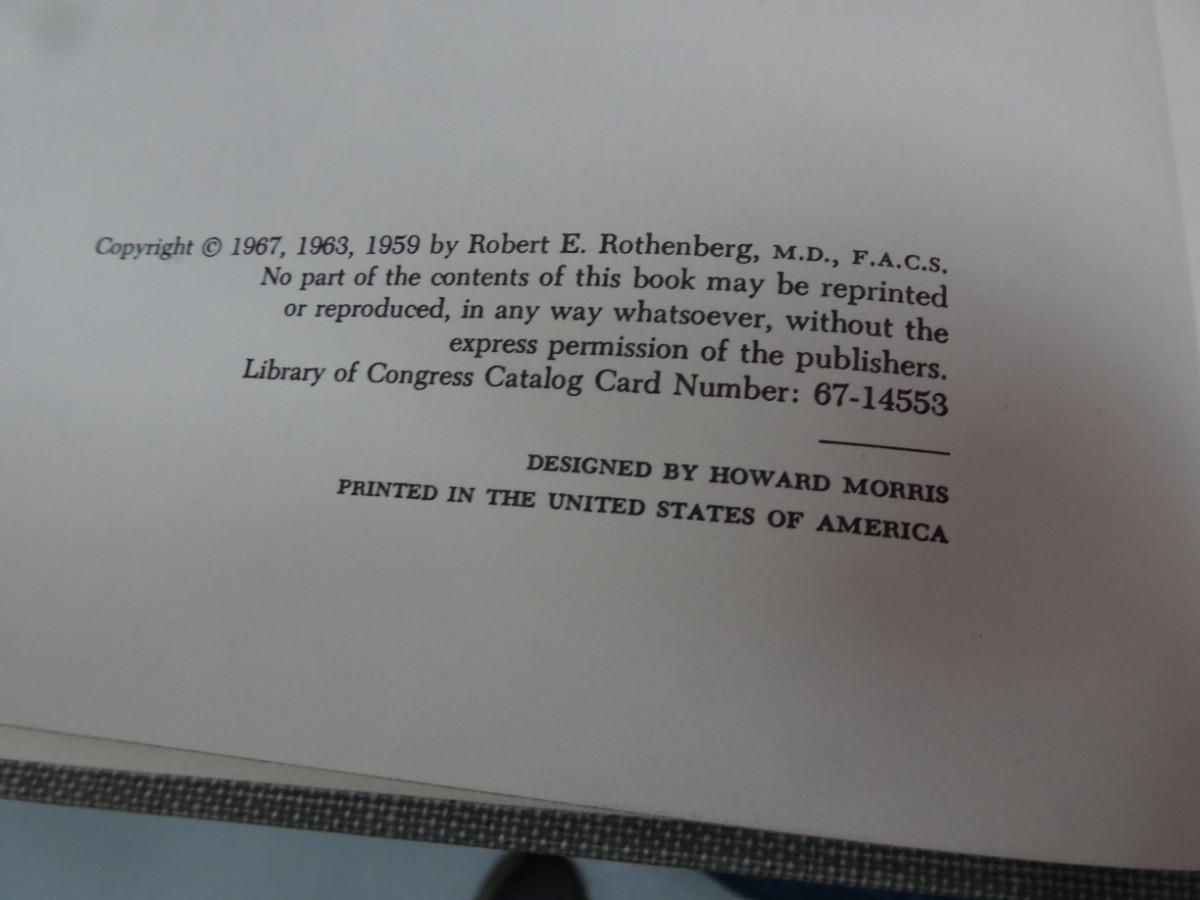 Copyright © 1967, 1963, 1959 by Robert E. Rothenberg, M.D., F.A.C.S.
No part of the contents of this book may be reprinted
or reproduced, in any way whatsoever, without the
express permission of the publishers.
Library of Congress Catalog Card Number: 67-14553
DESIGNED BY HOWARD MORRIS
PRINTED IN THE UNITED STATES OF AMERICA